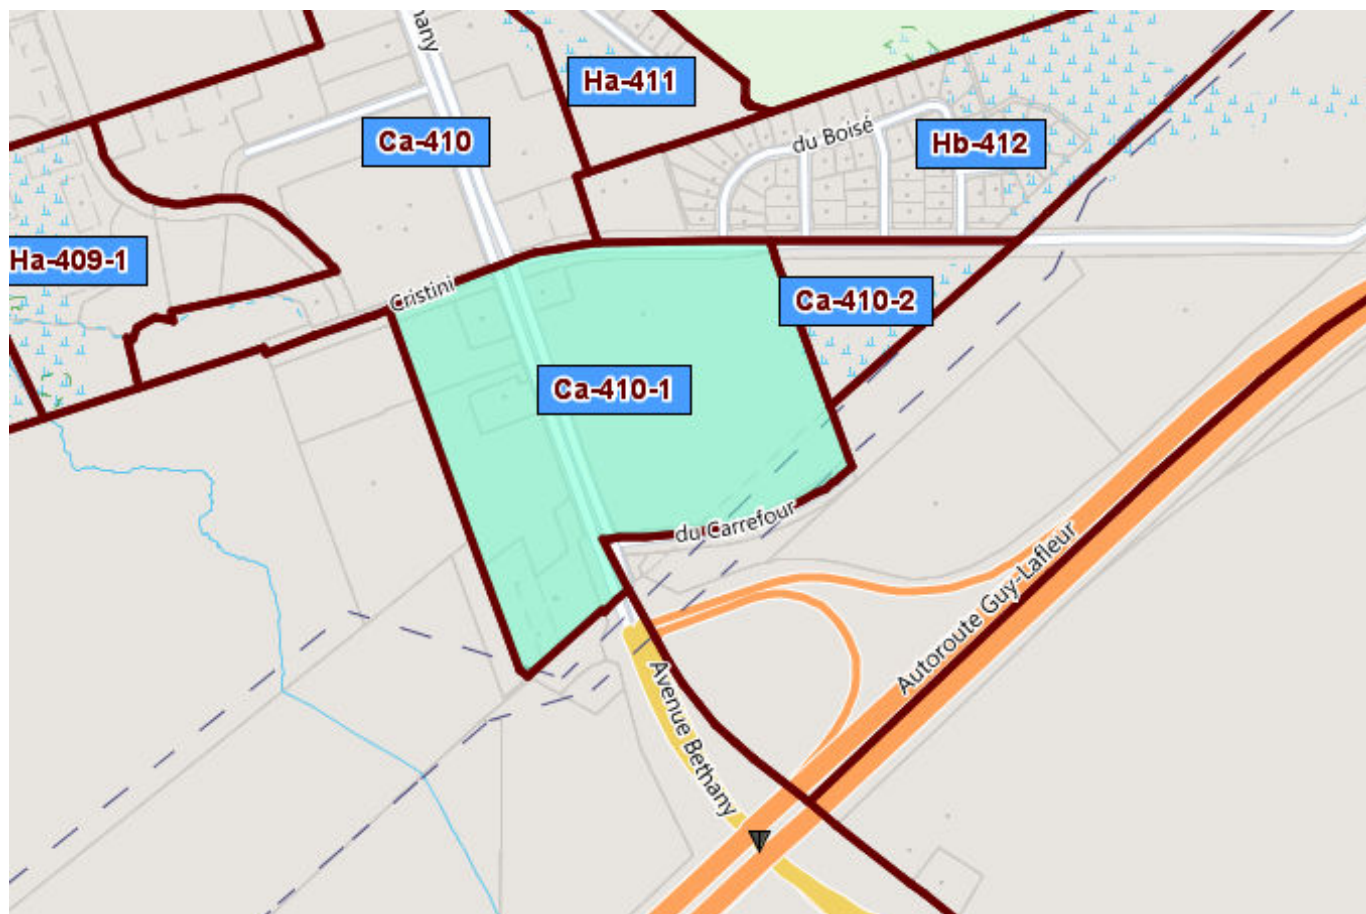 Ha-411
Ca-410
du Boisé
Hb-412
Ha-409-1
Cristini
Ca-410-2
Ca-410-1
du Carrefour
Autoroute Guy-Lafleur
Avenue Bethany